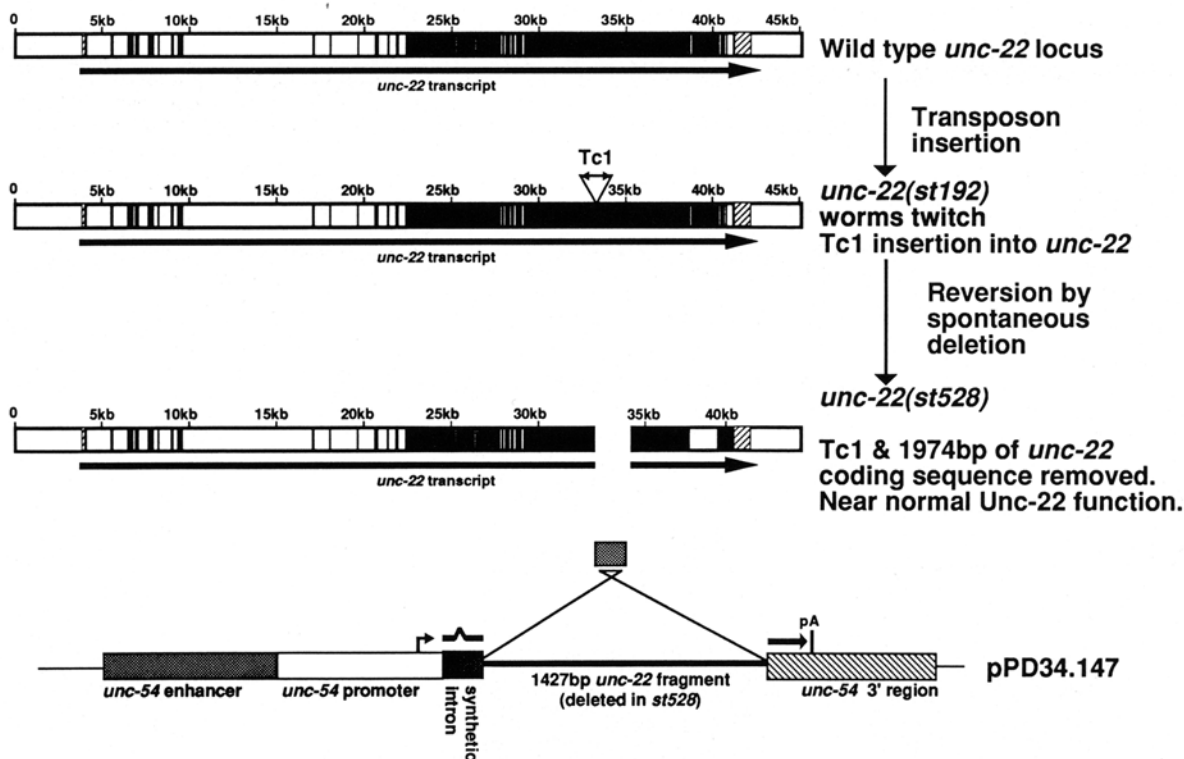 0 5kb 10kb 15kb 20kb 25kb 30kb 35kb 40kb 45kb
Wild type unc-22 locus
unc-22 transcript
Transposon
insertion
Tc1
0 5kb 10kb 15kb 20kb 25kb 30kb 35kb 40kb 45kb
unc-22(st192)
worms twitch
Tc1 insertion into unc-22
unc-22 transcript
Reversion by
spontaneous
deletion
unc-22(st528)
0 5kb 10kb 15kb 20kb 25kb 30kb 35kb 40kb 45kb
Tc1 & 1974bp of unc-22
coding sequence removed.
Near normal Unc-22 function.
unc-22 transcript
pA
pPD34.147
unc-54 enhancer
unc-54 promoter
synthetic
intron
1427bp unc-22 fragment
(deleted in st528)
unc-54 3' region